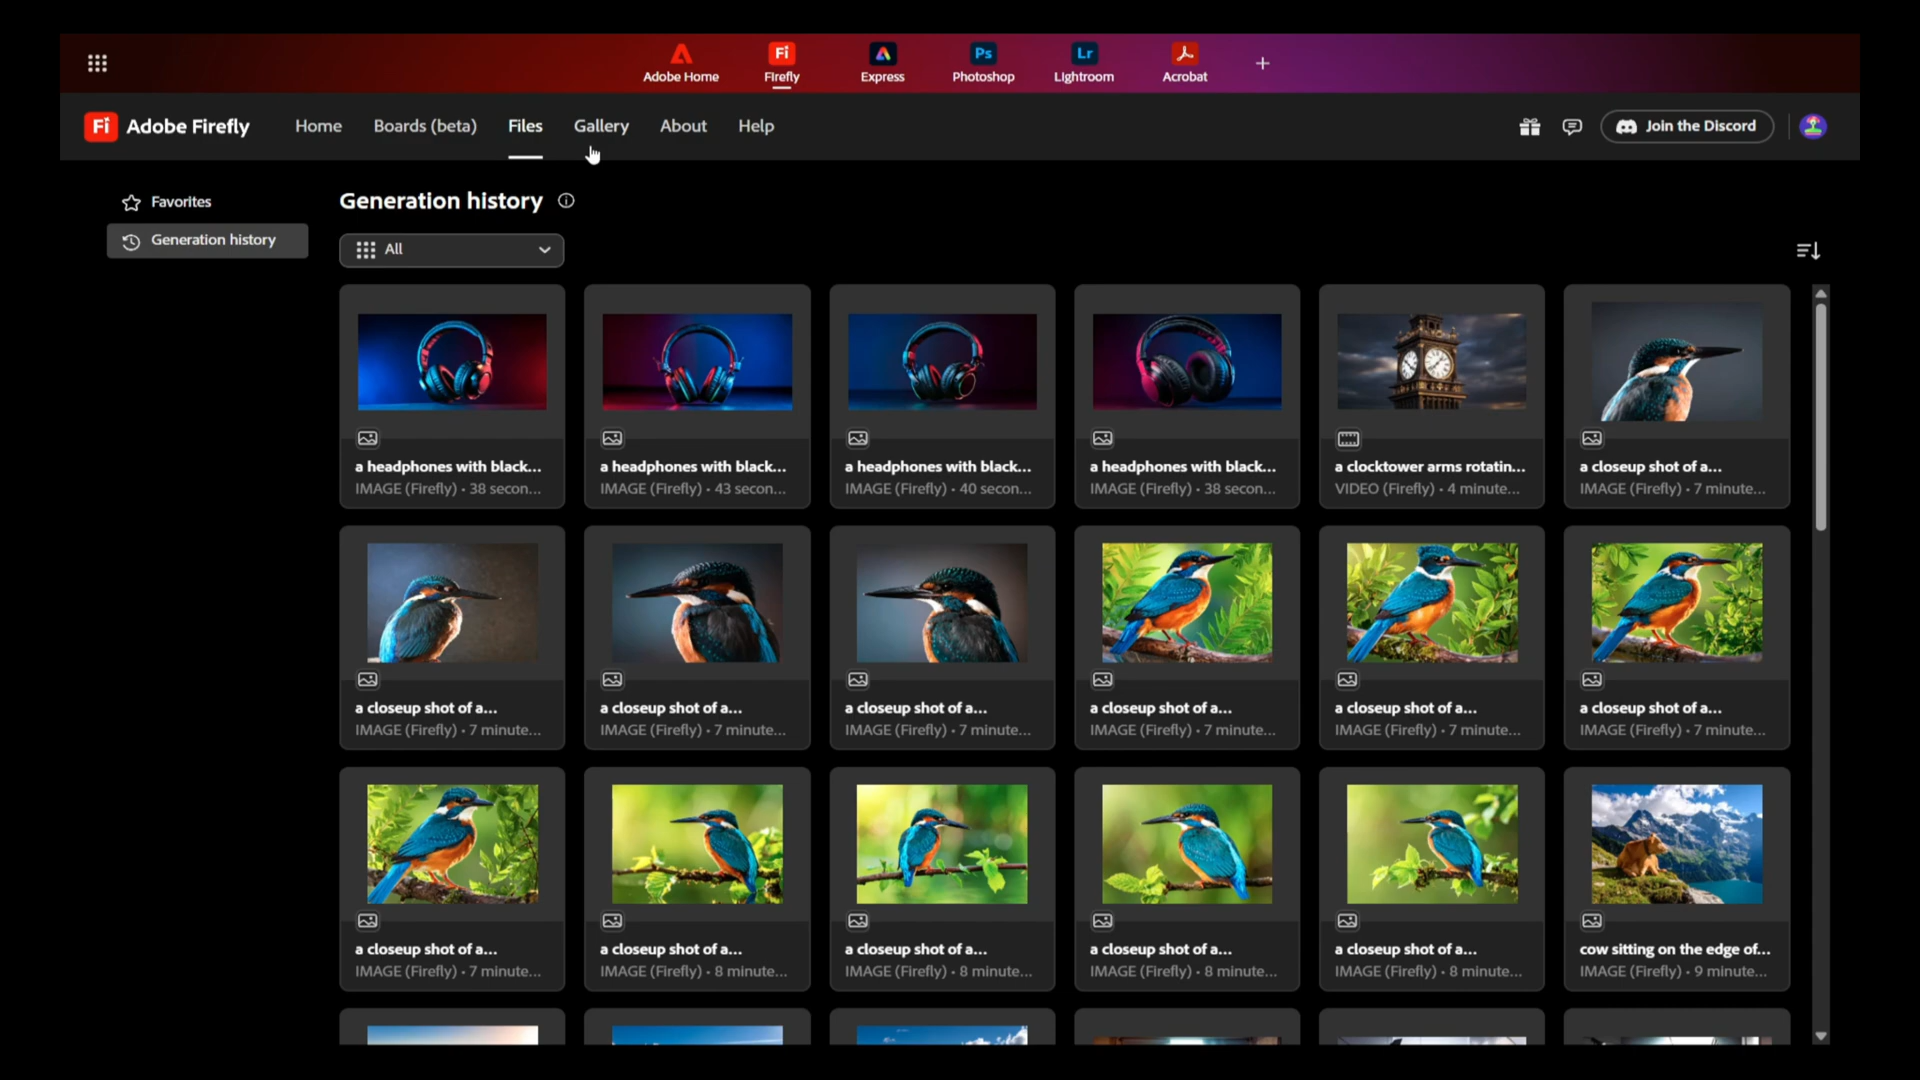 Adobe Home
Fi
Firefly
Express
Ps
Photoshop
Lr
Lightroom
Acrobat
Fi Adobe Firefly
Home
Boards (beta)
Files
Gallery
About
Help
Join the Discord
Favorites
Generation history
Generation history
All
a headphones with black...
IMAGE (Firefly) • 38 secon...
a headphones with black...
IMAGE (Firefly) • 43 secon...
a headphones with black...
IMAGE (Firefly) • 40 secon...
a headphones with black...
IMAGE (Firefly) • 38 secon...
a clocktower arms rotatin...
VIDEO (Firefly) • 4 minute...
a closeup shot of a...
IMAGE (Firefly) • 7 minute...
a closeup shot of a...
IMAGE (Firefly) • 7 minute...
a closeup shot of a...
IMAGE (Firefly) • 7 minute...
a closeup shot of a...
IMAGE (Firefly) • 7 minute...
a closeup shot of a...
IMAGE (Firefly) • 7 minute...
a closeup shot of a...
IMAGE (Firefly) • 7 minute...
a closeup shot of a...
IMAGE (Firefly) • 7 minute...
a closeup shot of a...
IMAGE (Firefly) • 7 minute...
a closeup shot of a...
IMAGE (Firefly) • 8 minute...
a closeup shot of a...
IMAGE (Firefly) • 8 minute...
a closeup shot of a...
IMAGE (Firefly) • 8 minute...
a closeup shot of a...
IMAGE (Firefly) • 8 minute...
cow sitting on the edge of...
IMAGE (Firefly) • 9 minute...